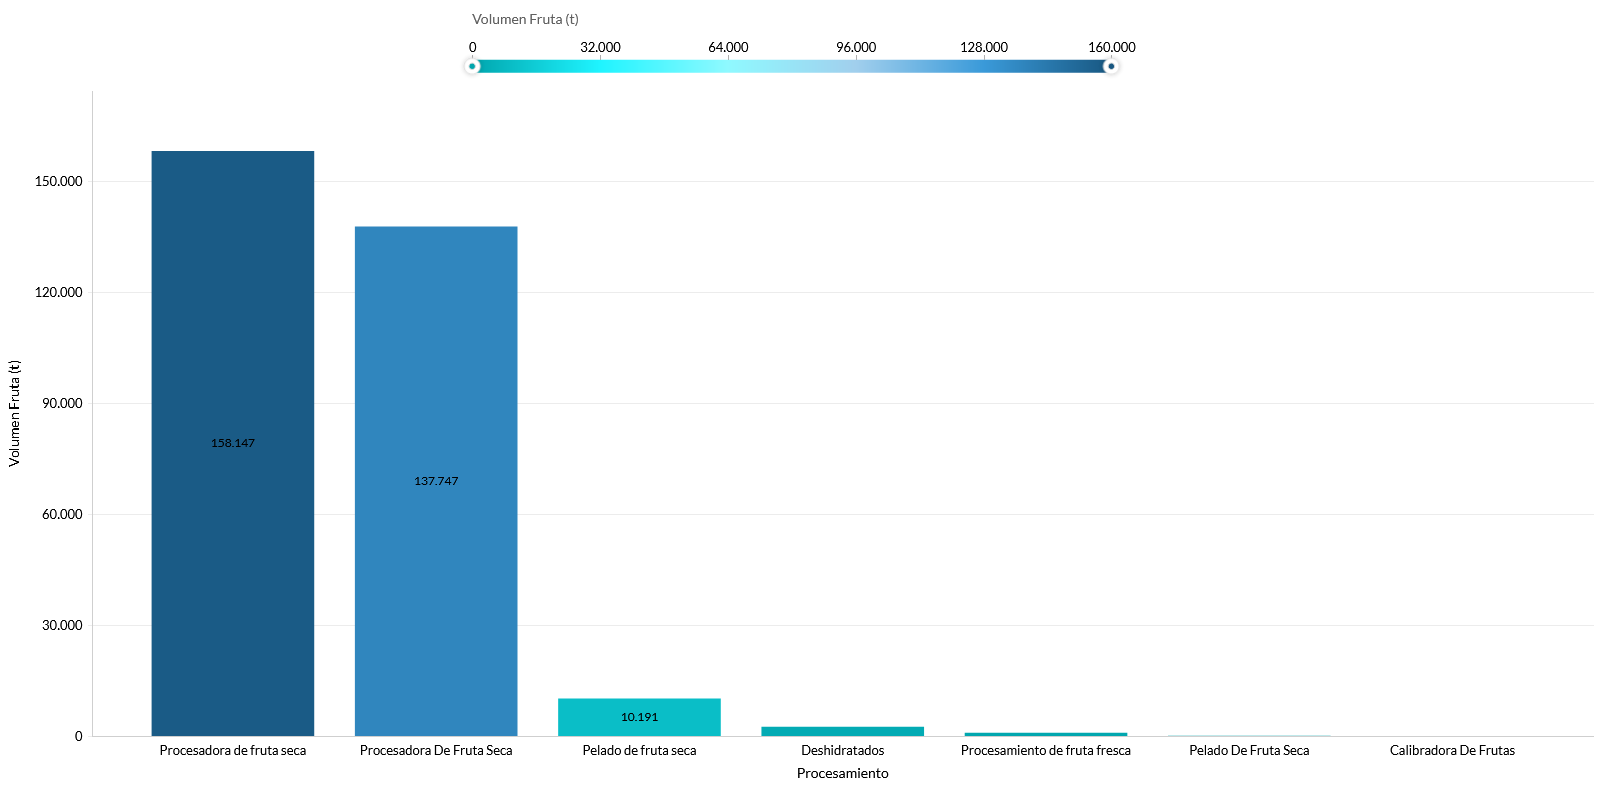 Volumen Fruta (t)
0 32.000 64.000 96.000 128.000 160.000
150.000
120.000
90.000
60.000
30.000
0
Volumen Fruta (t)
158.147
137.747
10.191
Procesadora de fruta seca
Procesadora De Fruta Seca
Pelado de fruta seca
Deshidratados
Procesamiento de fruta fresca
Pelado De Fruta Seca
Calibradora De Frutas
Procesamiento